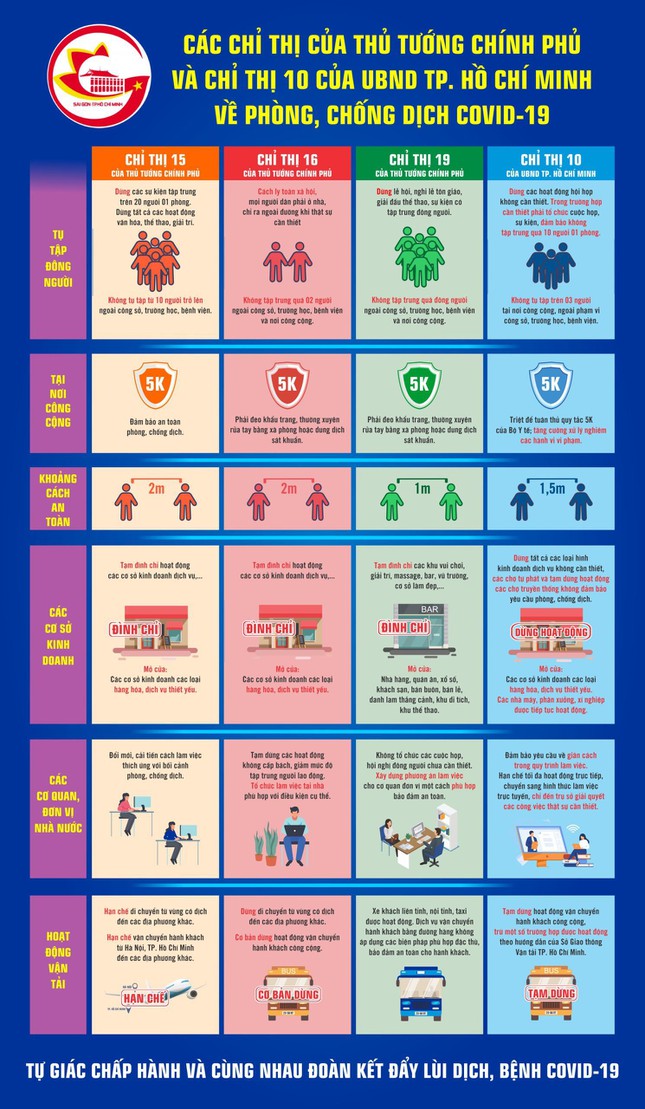 SÀI GÒN TP.HỒ CHÍ MINH
CÁC CHỈ THỊ CỦA THỦ TƯỚNG CHÍNH PHỦ
VÀ CHỈ THỊ 10 CỦA UBND TP. HỒ CHÍ MINH
VỀ PHÒNG, CHỐNG DỊCH COVID-19
CHỈ THỊ 15
CỦA THỦ TƯỚNG CHÍNH PHỦ
CHỈ THỊ 16
CỦA THỦ TƯỚNG CHÍNH PHỦ
CHỈ THỊ 19
CỦA THỦ TƯỚNG CHÍNH PHỦ
CHỈ THỊ 10
CỦA UBND TP. HỒ CHÍ MINH
TỤ
TẬP
ĐÔNG
NGƯỜI
Dừng các sự kiện tập trung
trên 20 người 01 phòng.
Dừng tất cả các hoạt động
văn hóa, thể thao, giải trí.
Không tụ tập từ 10 người trở lên
ngoài công sở, trường học, bệnh viện.
Cách ly toàn xã hội,
mọi người dân phải ở nhà,
chỉ ra ngoài đường khi thật sự
cần thiết
Không tập trung quá 02 người
ngoài công sở, trường học, bệnh viện
và nơi công cộng.
Dừng lễ hội, nghi lễ tôn giáo,
giải đấu thể thao, sự kiện có
tập trung đông người.
Không tập trung quá đông người
ngoài công sở, trường học, bệnh viện
và nơi công cộng.
Dừng các hoạt động hội họp
không cần thiết. Trong trường hợp
cần thiết phải tổ chức cuộc họp,
sự kiện, đảm bảo không
tập trung quá 10 người 01 phòng.
Không tụ tập trên 03 người
tại nơi công cộng, ngoài phạm vi
công sở, trường học, bệnh viện.
TẠI
NƠI
CÔNG
CỘNG
5K
Đảm bảo an toàn
phòng, chống dịch.
5K
Phải đeo khẩu trang, thường xuyên
rửa tay bằng xà phòng hoặc dung dịch
sát khuẩn.
5K
Phải đeo khẩu trang, thường xuyên
rửa tay bằng xà phòng hoặc dung dịch
sát khuẩn.
5K
Triệt để tuân thủ quy tắc 5K
của Bộ Y tế; tăng cường xử lý nghiêm
các hành vi vi phạm.
KHOẢNG
CÁCH
AN
TOÀN
2m
2m
1m
1,5m
CÁC
CƠ SỞ
KINH
DOANH
Tạm đình chỉ hoạt động
các cơ sở kinh doanh dịch vụ,...
ĐÌNH CHỈ
Mở cửa:
Các cơ sở kinh doanh các loại
hàng hóa, dịch vụ thiết yếu.
Tạm đình chỉ hoạt động
các cơ sở kinh doanh dịch vụ,...
ĐÌNH CHỈ
Mở cửa:
Các cơ sở kinh doanh các loại
hàng hóa, dịch vụ thiết yếu.
Tạm đình chỉ các khu vui chơi,
giải trí, massage, bar, vũ trường,
cơ sở làm đẹp,...
BAR
ĐÌNH CHỈ
Mở cửa:
Nhà hàng, quán ăn, xổ số,
khách sạn, bán buôn, bán lẻ,
danh lam thắng cảnh, khu di tích,
khu thể thao.
Dừng tất cả các loại hình
kinh doanh dịch vụ không cần thiết,
các chợ tự phát và tạm dừng hoạt động
các chợ truyền thống không đảm bảo
yêu cầu phòng, chống dịch.
DỪNG HOẠT ĐỘNG
Mở cửa:
Các cơ sở kinh doanh các loại
hàng hóa, dịch vụ thiết yếu.
Các nhà máy, phân xưởng, xí nghiệp
được tiếp tục hoạt động.
CÁC
CƠ QUAN,
ĐƠN VỊ
NHÀ NƯỚC
Đổi mới, cải tiến cách làm việc
thích ứng với bối cảnh
phòng, chống dịch.
Tạm dừng các hoạt động
không cấp bách, giảm mức độ
tập trung người lao động.
Tổ chức làm việc tại nhà
phù hợp với điều kiện cụ thể.
Không tổ chức các cuộc họp,
hội nghị đông người chưa cần thiết.
Xây dựng phương án làm việc
cho cơ quan đơn vị một cách phù hợp
bảo đảm an toàn.
Đảm bảo yêu cầu về giãn cách
trong quy trình làm việc.
Hạn chế tối đa hoạt động trực tiếp,
chuyển sang hình thức làm việc
trực tuyến, chỉ đến trụ sở giải quyết
các công việc thật sự cần thiết.
HOẠT
ĐỘNG
VẬN
TẢI
Hạn chế di chuyển từ vùng có dịch
đến các địa phương khác.
Hạn chế vận chuyển hành khách
từ Hà Nội, TP. Hồ Chí Minh
đến các địa phương khác.
HẠN CHẾ
Dừng di chuyển từ vùng có dịch
đến các địa phương khác.
Cơ bản dừng hoạt động vận chuyển
hành khách công cộng.
BUS
CƠ BẢN DỪNG
Xe khách liên tỉnh, nội tỉnh, taxi
được hoạt động. Dịch vụ vận chuyển
hành khách bằng đường hàng không
áp dụng các biện pháp phù hợp đặc thù,
bảo đảm an toàn cho hành khách.
Tạm dừng hoạt động vận chuyển
hành khách công cộng,
trừ một số trường hợp được hoạt động
theo hướng dẫn của Sở Giao thông
Vận tải TP. Hồ Chí Minh.
BUS
TẠM DỪNG
TỰ GIÁC CHẤP HÀNH VÀ CÙNG NHAU ĐOÀN KẾT ĐẨY LÙI DỊCH, BỆNH COVID-19